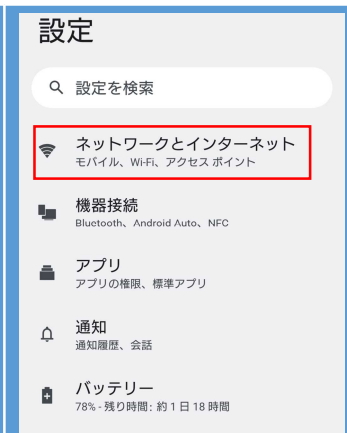 設定
設定を検索
ネットワークとインターネット
モバイル、Wi-Fi、アクセス ポイント
機器接続
Bluetooth、Android Auto、NFC
アプリ
アプリの権限、標準アプリ
通知
通知履歴、会話
バッテリー
78% - 残り時間: 約 1 日 18 時間